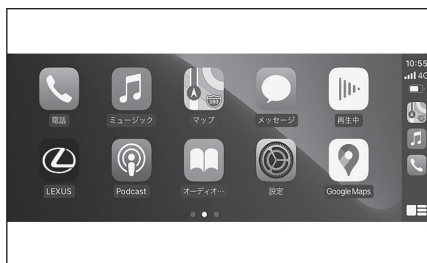 10:55
4G
電話
ミュージック
マップ
メッセージ
再生中
280
LEXUS
Podcast
オーディオ…
設定
Google Maps